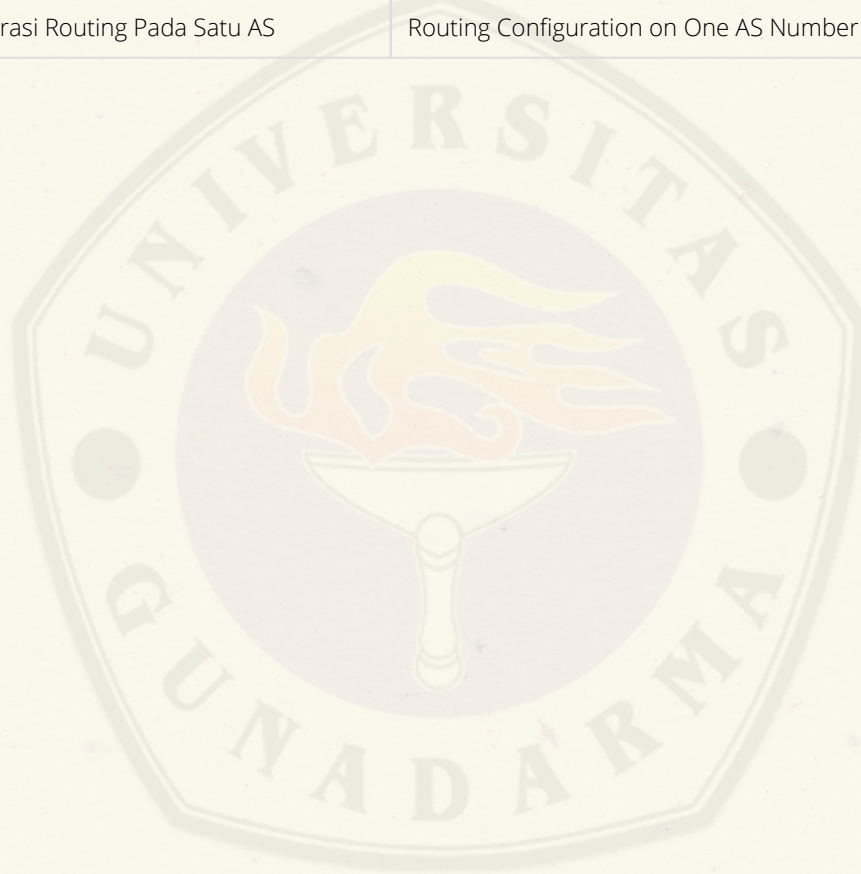 rasi Routing Pada Satu AS
Routing Configuration on One AS Number
UNIVERSITAS
GUNADARMA